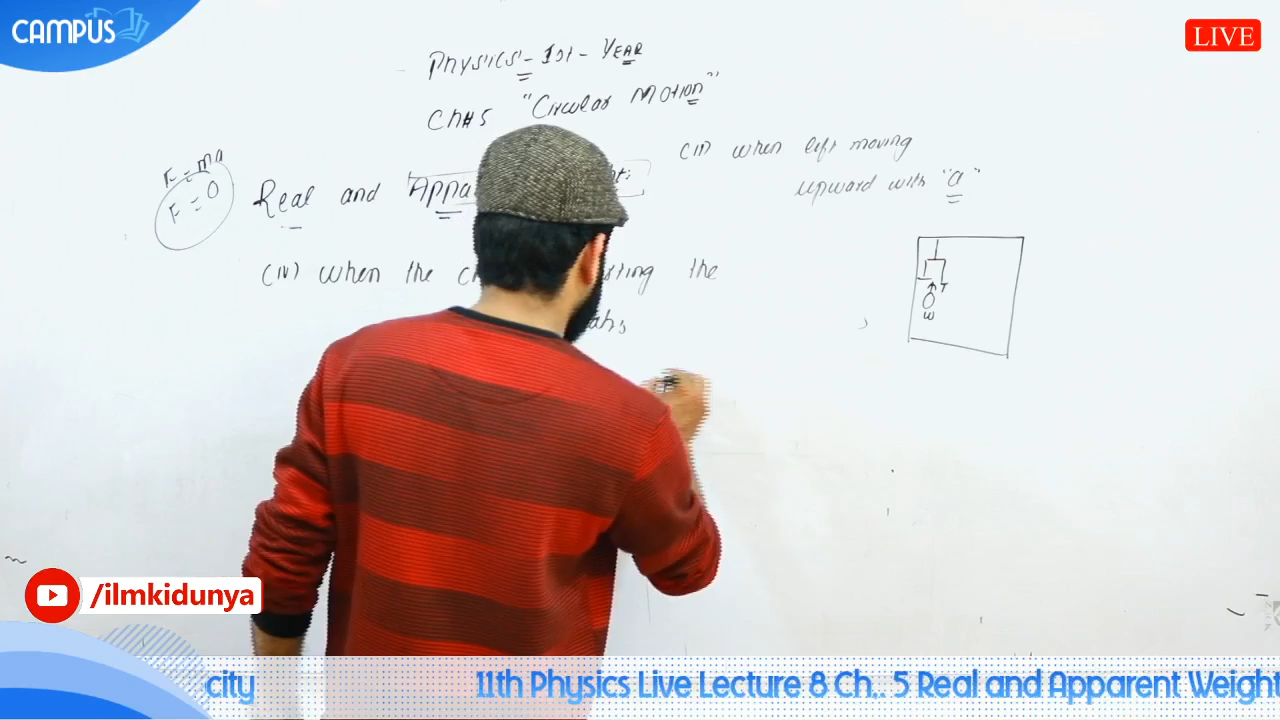 CAMPUS
LIVE
Physics - 1st - YEAR
Ch# 5 "Circular Motion"
F = ma
F = 0
Real and Appa
(II) when lift moving
upward with "a"
(IV) when the
the
T
W
/ilmkidunya
city 11th Physics Live Lecture 8 Ch,. 5 Real and Apparent Weight